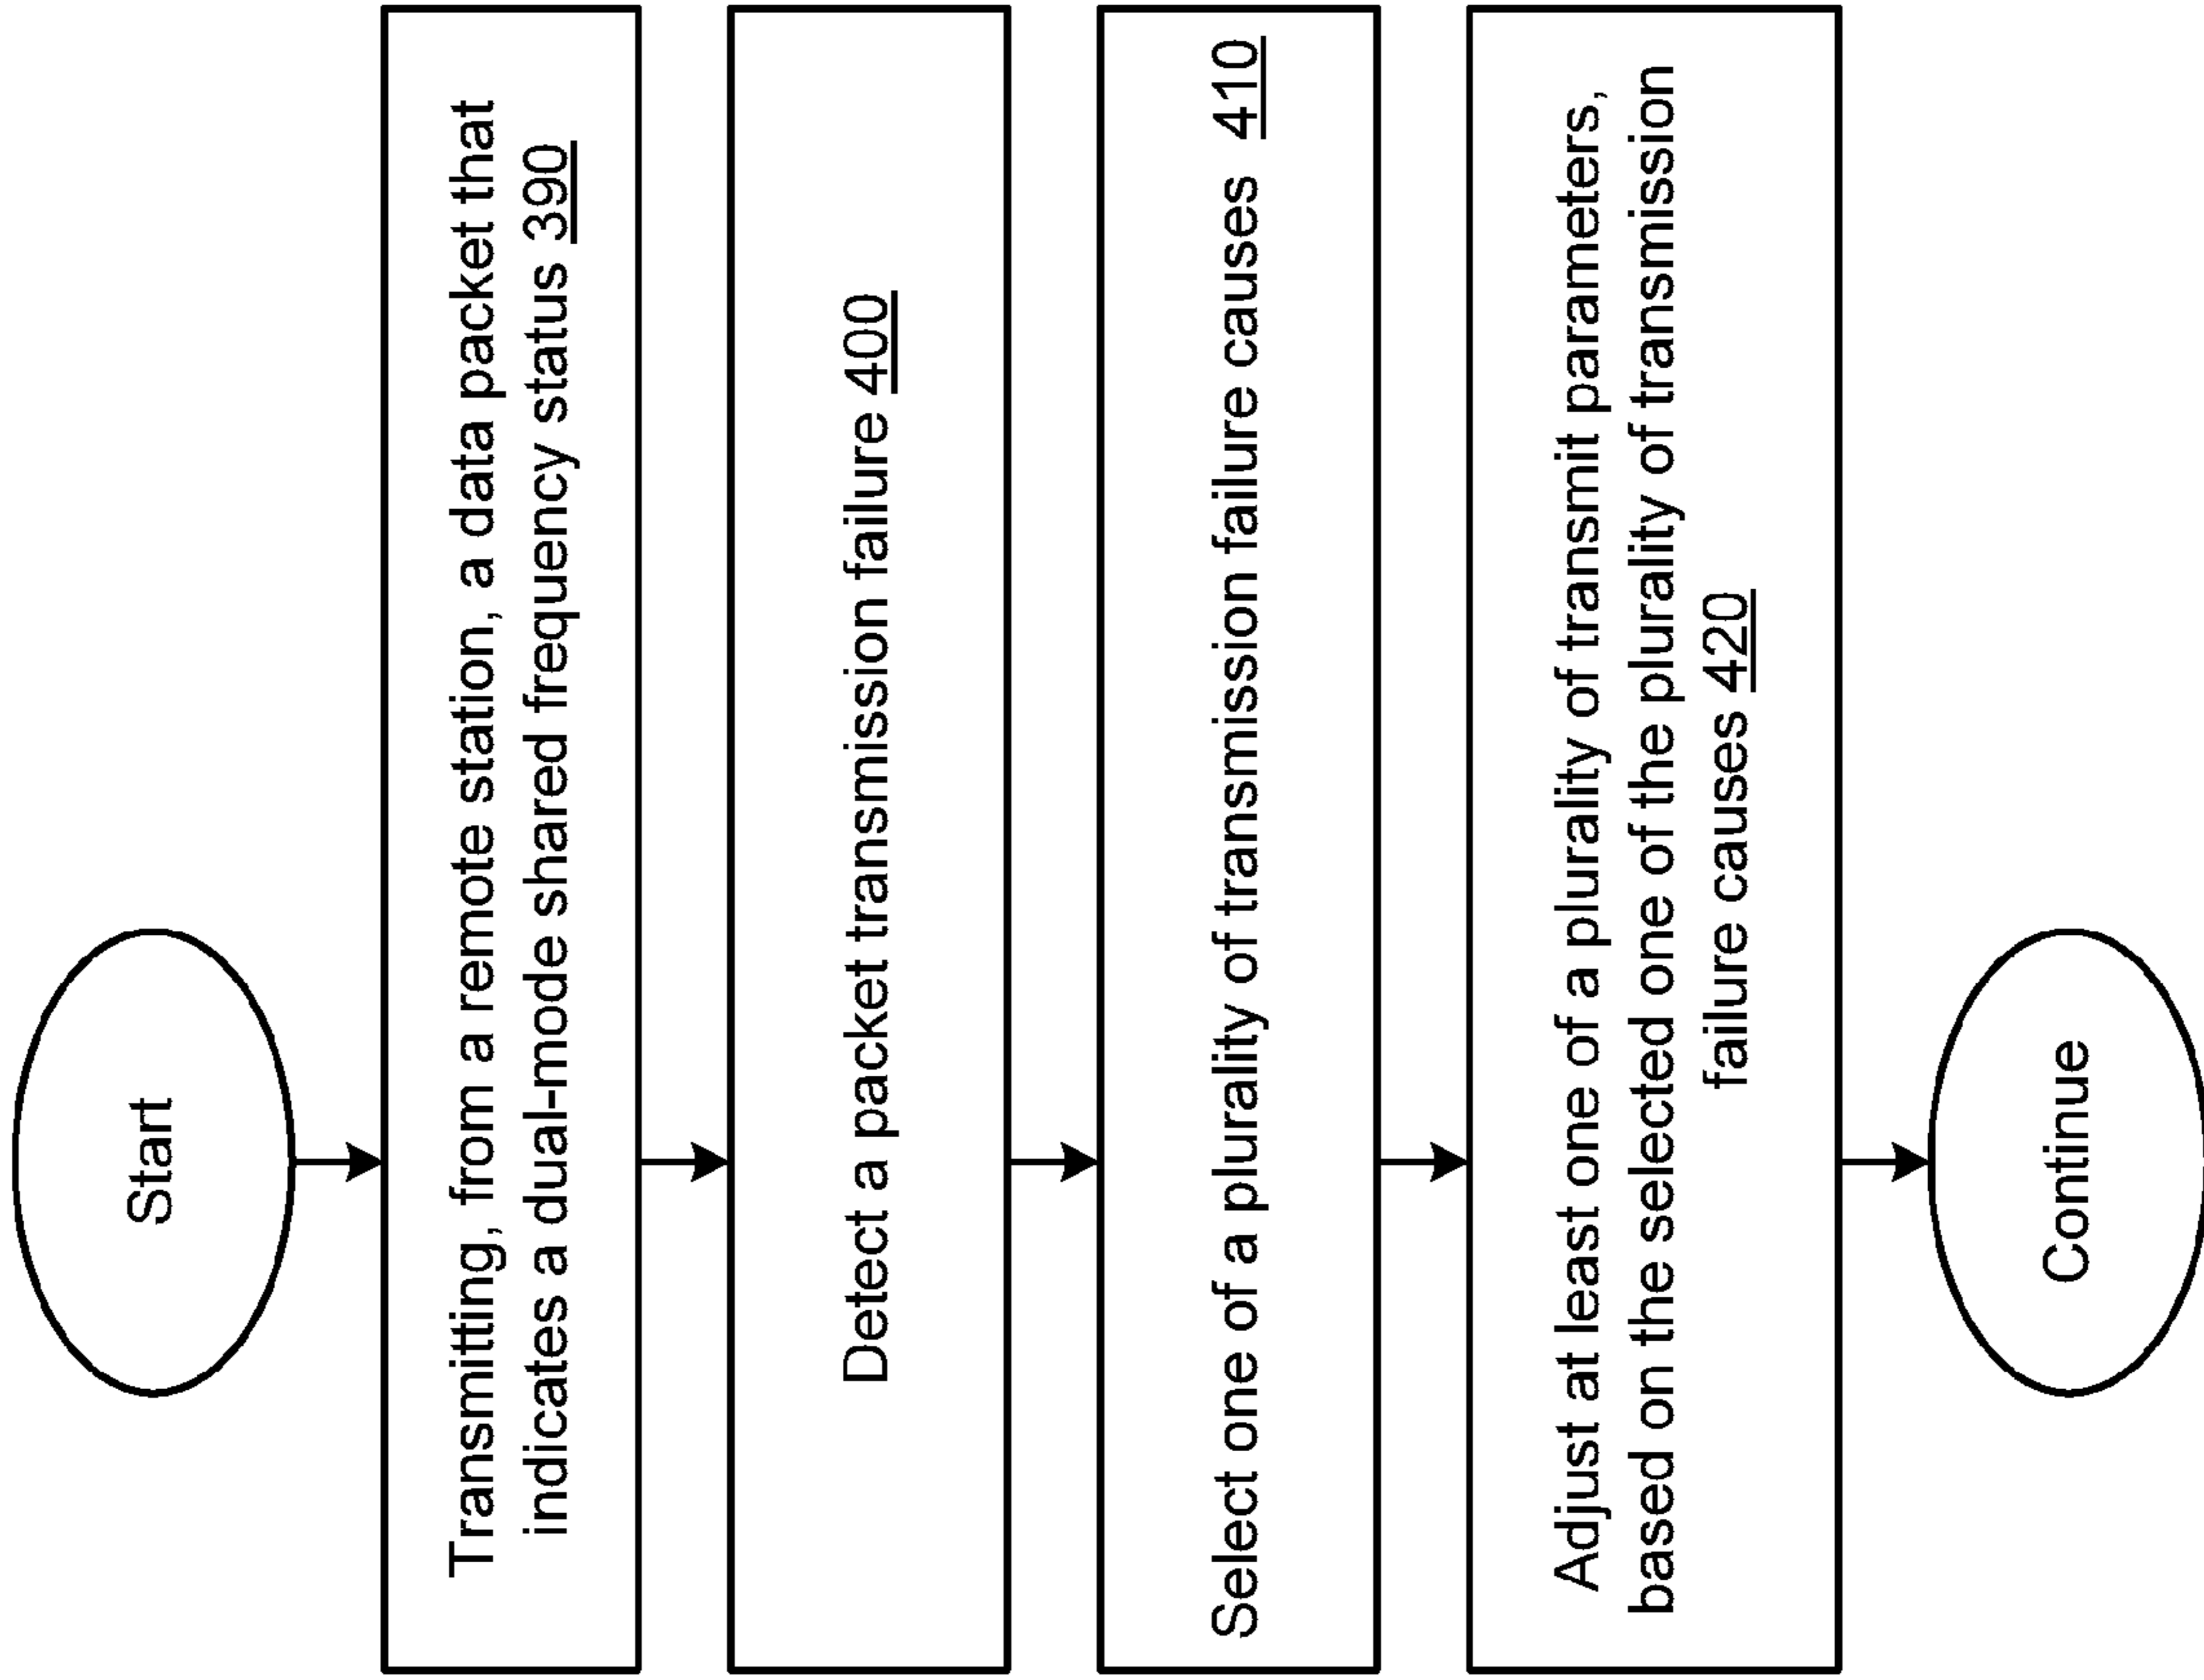 Start
Transmitting, from a remote station, a data packet that
indicates a dual-mode shared frequency status 390
Detect a packet transmission failure 400
Select one of a plurality of transmission failure causes 410
Adjust at least one of a plurality of transmit parameters,
based on the selected one of the plurality of transmission
failure causes 420
Continue